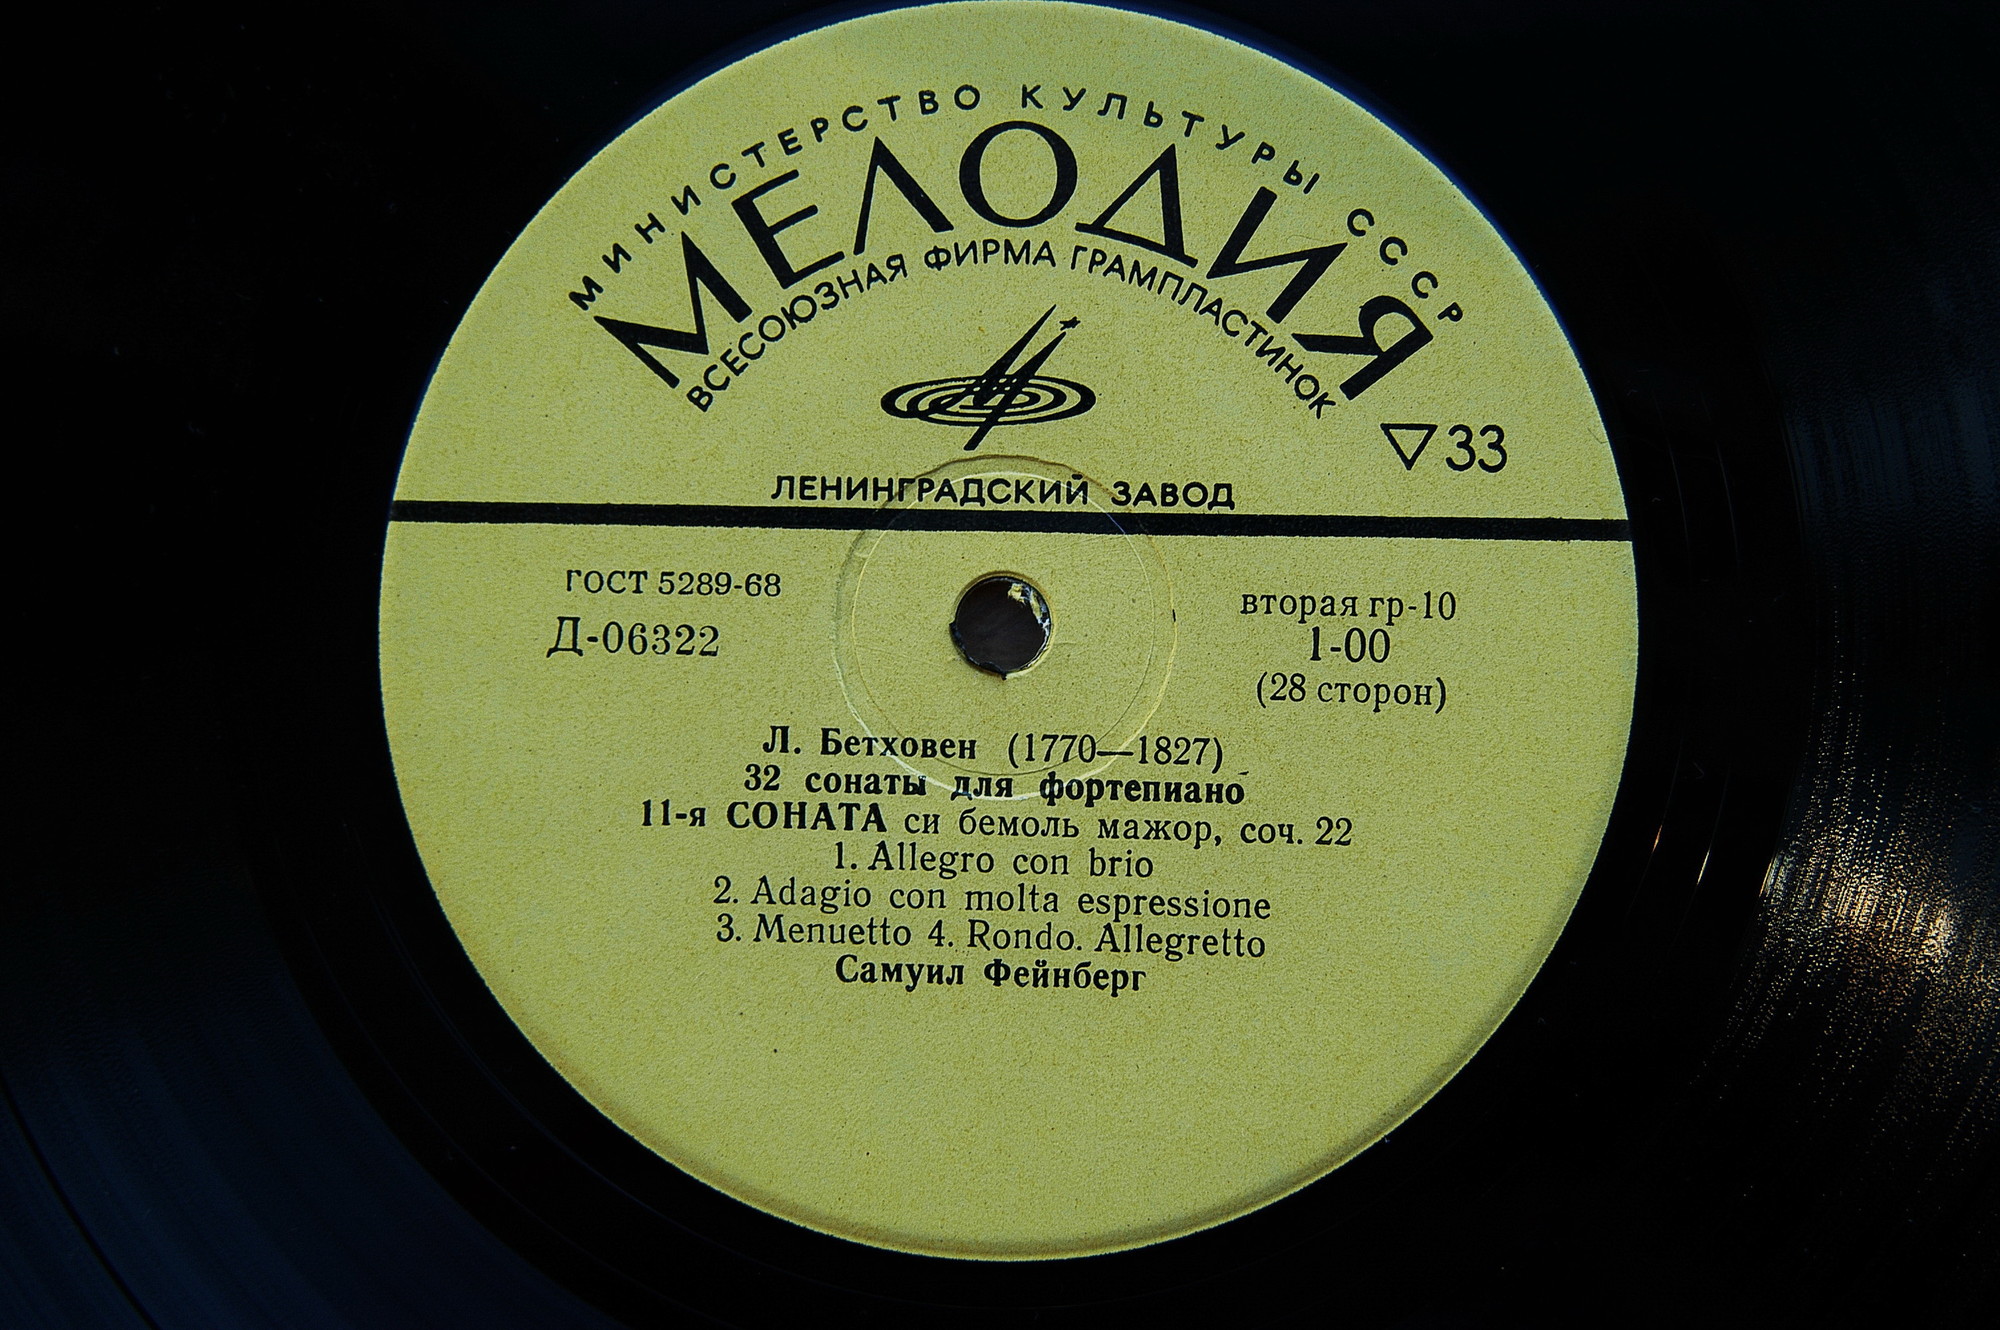 МИНИСТЕРСТВО КУЛЬТУРЫ СССР
МЕЛОДИЯ
ВСЕСОЮЗНАЯ ФИРМА ГРАМПЛАСТИНОК
33
ЛЕНИНГРАДСКИЙ ЗАВОД
ГОСТ 5289-68
Д-06322
вторая гр-10
1-00
(28 сторон)
Л. Бетховен (1770—1827)
32 сонаты для фортепиано
11-я СОНАТА си бемоль мажор, соч. 22
1. Allegro con brio
2. Adagio con molta espressione
3. Menuetto 4. Rondo. Allegretto
Самуил Фейнберг